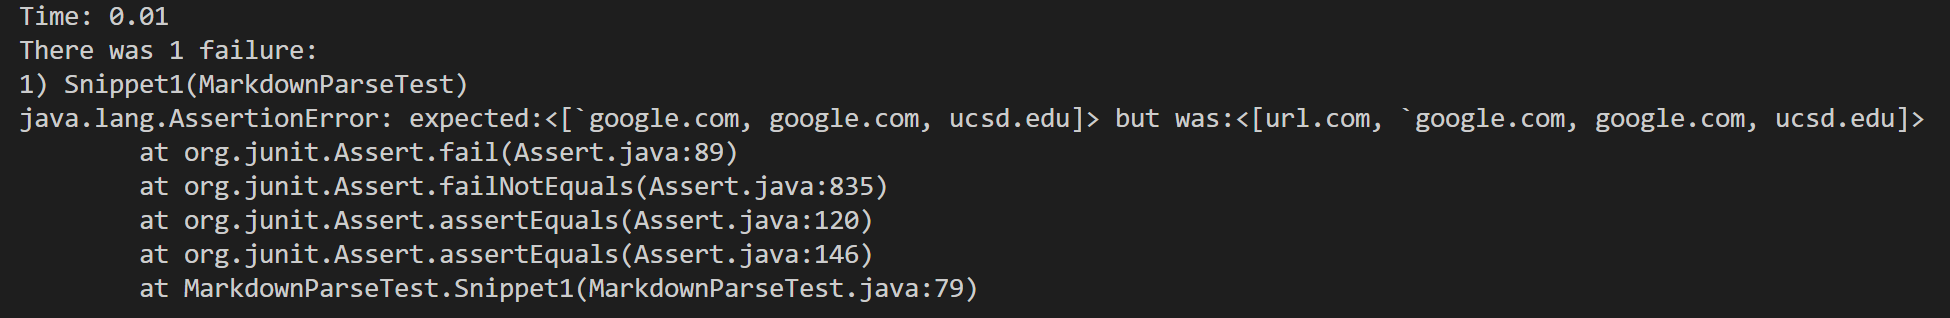 Time: 0.01
There was 1 failure:
1) Snippet1(MarkdownParseTest)
java.lang.AssertionError: expected:<[`google.com, google.com, ucsd.edu]> but was:<[url.com, `google.com, google.com, ucsd.edu]>
at org.junit.Assert.fail(Assert.java:89)
at org.junit.Assert.failNotEquals(Assert.java:835)
at org.junit.Assert.assertEquals(Assert.java:120)
at org.junit.Assert.assertEquals(Assert.java:146)
at MarkdownParseTest.Snippet1(MarkdownParseTest.java:79)